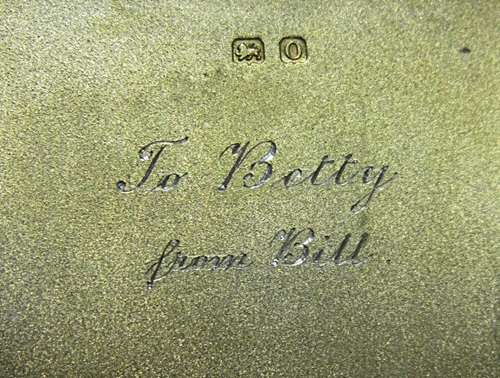 O
To Betty
from Bill.